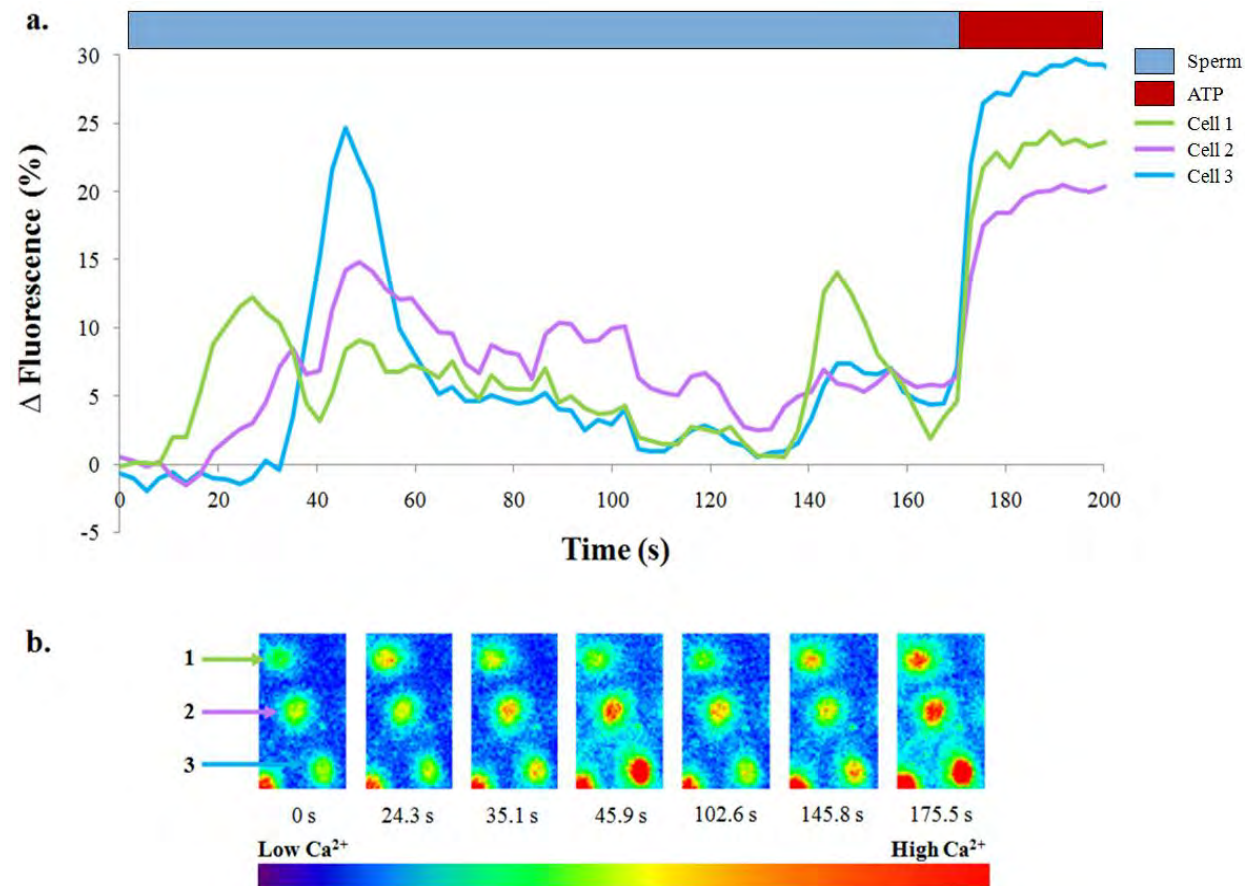 a.
30
25
20
15
10
5
0
-5
Δ Fluorescence (%)
0 20 40 60 80 100 120 140 160 180 200
Time (s)
Sperm
ATP
Cell 1
Cell 2
Cell 3
b.
1
2
3
0 s 24.3 s 35.1 s 45.9 s 102.6 s 145.8 s 175.5 s
Low Ca²⁺ High Ca²⁺